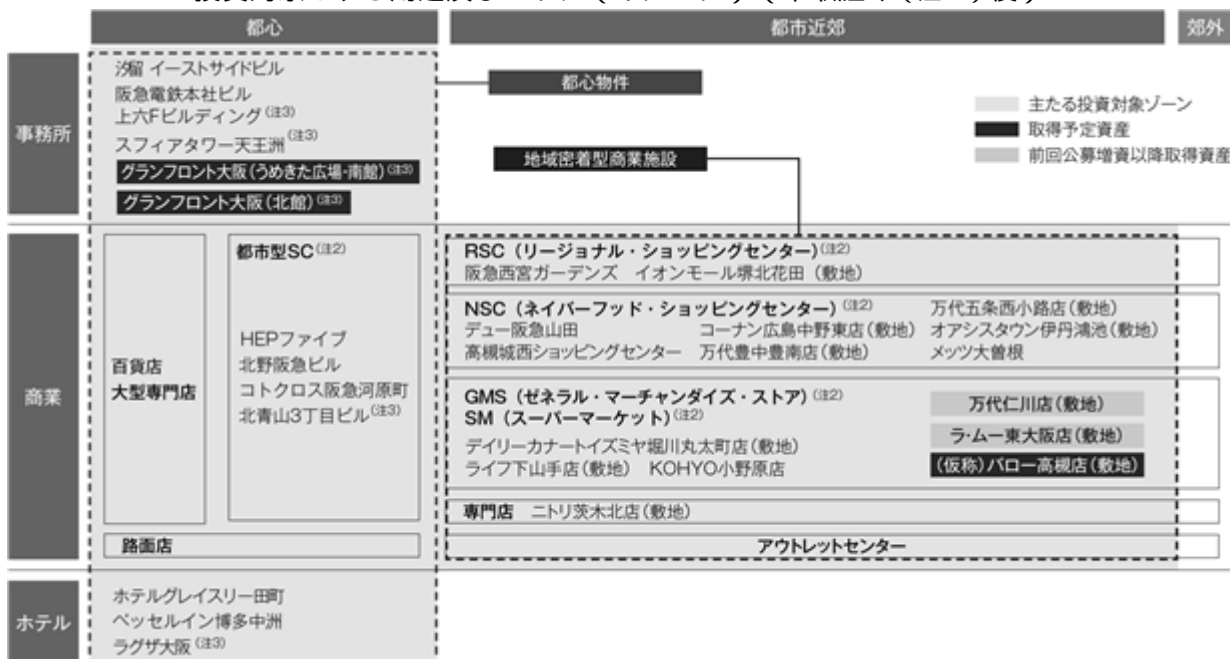 都心
都市近郊
郊外
事務所
汐留イーストサイドビル
阪急電鉄本社ビル
上六Fビルディング(注3)
スフィアタワー天王洲(注3)
グランフロント大阪(うめきた広場・南館)(注3)
グランフロント大阪(北館)(注3)
都心物件
地域密着型商業施設
主たる投資対象ゾーン
取得予定資産
前回公募増資以降取得資産
商業
百貨店
大型専門店
都市型SC(注2)
HEPファイブ
北野阪急ビル
コトクロス阪急河原町
北青山3丁目ビル(注3)
路面店
RSC(リージョナル・ショッピングセンター)(注2)
阪急西宮ガーデンズ イオンモール堺北花田(敷地)
NSC(ネイバーフッド・ショッピングセンター)(注2) 万代五条西小路店(敷地)
デュー阪急山田 コーナン広島中野東店(敷地) オアシスタウン伊丹鴻池(敷地)
高槻城西ショッピングセンター 万代豊中豊南店(敷地) メッツ大曽根
GMS(ゼネラル・マーチャンダイズ・ストア)(注2)
SM(スーパーマーケット)(注2)
デイリーカナートイズミヤ堀川丸太町店(敷地)
ライフ下山手店(敷地) KOHYO小野原店
万代仁川店(敷地)
ラ・ムー東大阪店(敷地)
(仮称)バロー高槻店(敷地)
専門店 ニトリ茨木北店(敷地)
アウトレットセンター
ホテル
ホテルグレイスリー田町
ベッセルイン博多中洲
ラグザ大阪(注3)